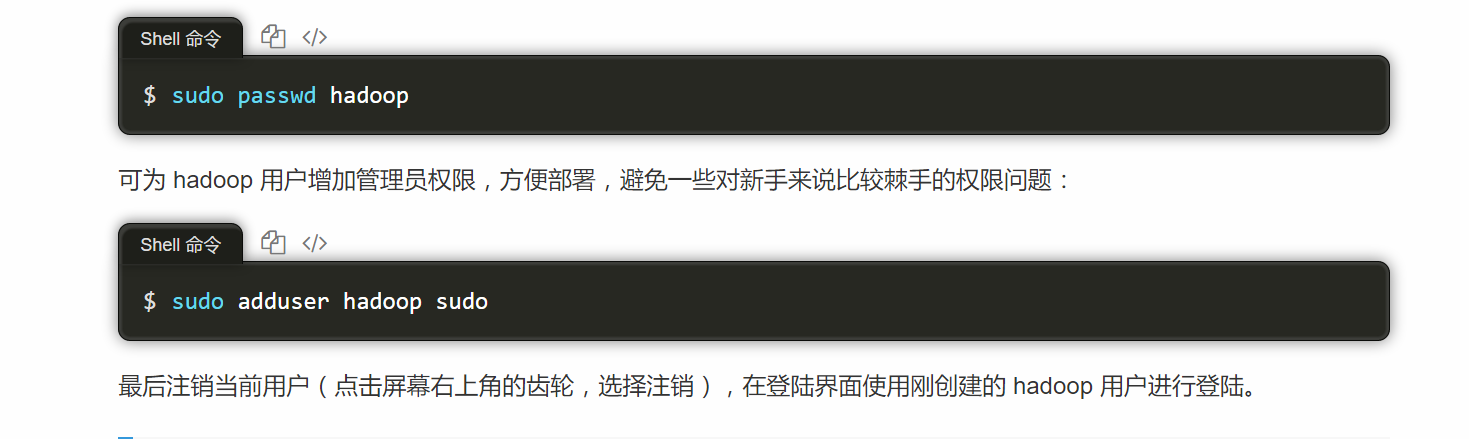 Shell 命令
$ sudo passwd hadoop
可为 hadoop 用户增加管理员权限，方便部署，避免一些对新手来说比较棘手的权限问题：
Shell 命令
$ sudo adduser hadoop sudo
最后注销当前用户（点击屏幕右上角的齿轮，选择注销），在登陆界面使用刚创建的 hadoop 用户进行登陆。